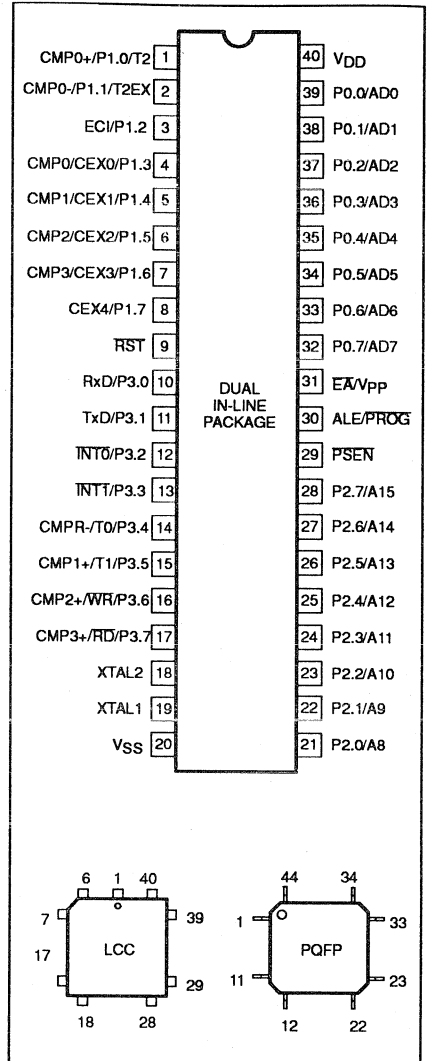 CMP0+/P1.0/T2 1 40 VDD
CMP0-/P1.1/T2EX 2 39 P0.0/AD0
ECI/P1.2 3 38 P0.1/AD1
CMP0/CEX0/P1.3 4 37 P0.2/AD2
CMP1/CEX1/P1.4 5 36 P0.3/AD3
CMP2/CEX2/P1.5 6 35 P0.4/AD4
CMP3/CEX3/P1.6 7 34 P0.5/AD5
CEX4/P1.7 8 33 P0.6/AD6
R̅S̅T̅ 9 32 P0.7/AD7
RxD/P3.0 10 31 E̅A̅/VPP
TxD/P3.1 11 30 ALE/P̅R̅O̅G̅
I̅N̅T̅0̅/P3.2 12 29 P̅S̅E̅N̅
I̅N̅T̅1̅/P3.3 13 28 P2.7/A15
CMPR-/T0/P3.4 14 27 P2.6/A14
CMP1+/T1/P3.5 15 26 P2.5/A13
CMP2+/W̅R̅/P3.6 16 25 P2.4/A12
CMP3+/R̅D̅/P3.7 17 24 P2.3/A11
XTAL2 18 23 P2.2/A10
XTAL1 19 22 P2.1/A9
VSS 20 21 P2.0/A8
DUAL
IN-LINE
PACKAGE
6 1 40
7 39
17 LCC
29
18 28
44 34
1 33
PQFP
11 23
12 22